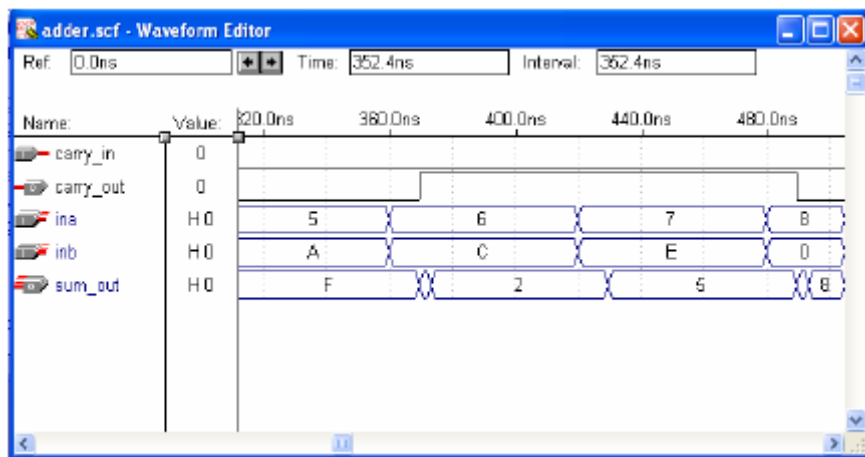 adder.scf - Waveform Editor
Ref: 0.0ns Time: 352.4ns Interval: 352.4ns
Name: Value: 320.0ns 360.0ns 400.0ns 440.0ns 480.0ns
carry_in 0
carry_out 0
ina H 0 5 6 7 8
inb H 0 A C E 0
sum_out H 0 F 2 5 8